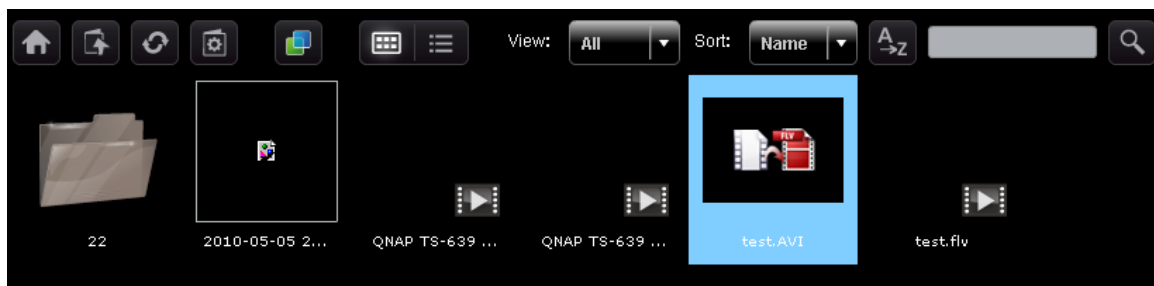 View: All Sort: Name A→Z
FLV
22 2010-05-05 2... QNAP TS-639 ... QNAP TS-639 ... test.AVI test.flv